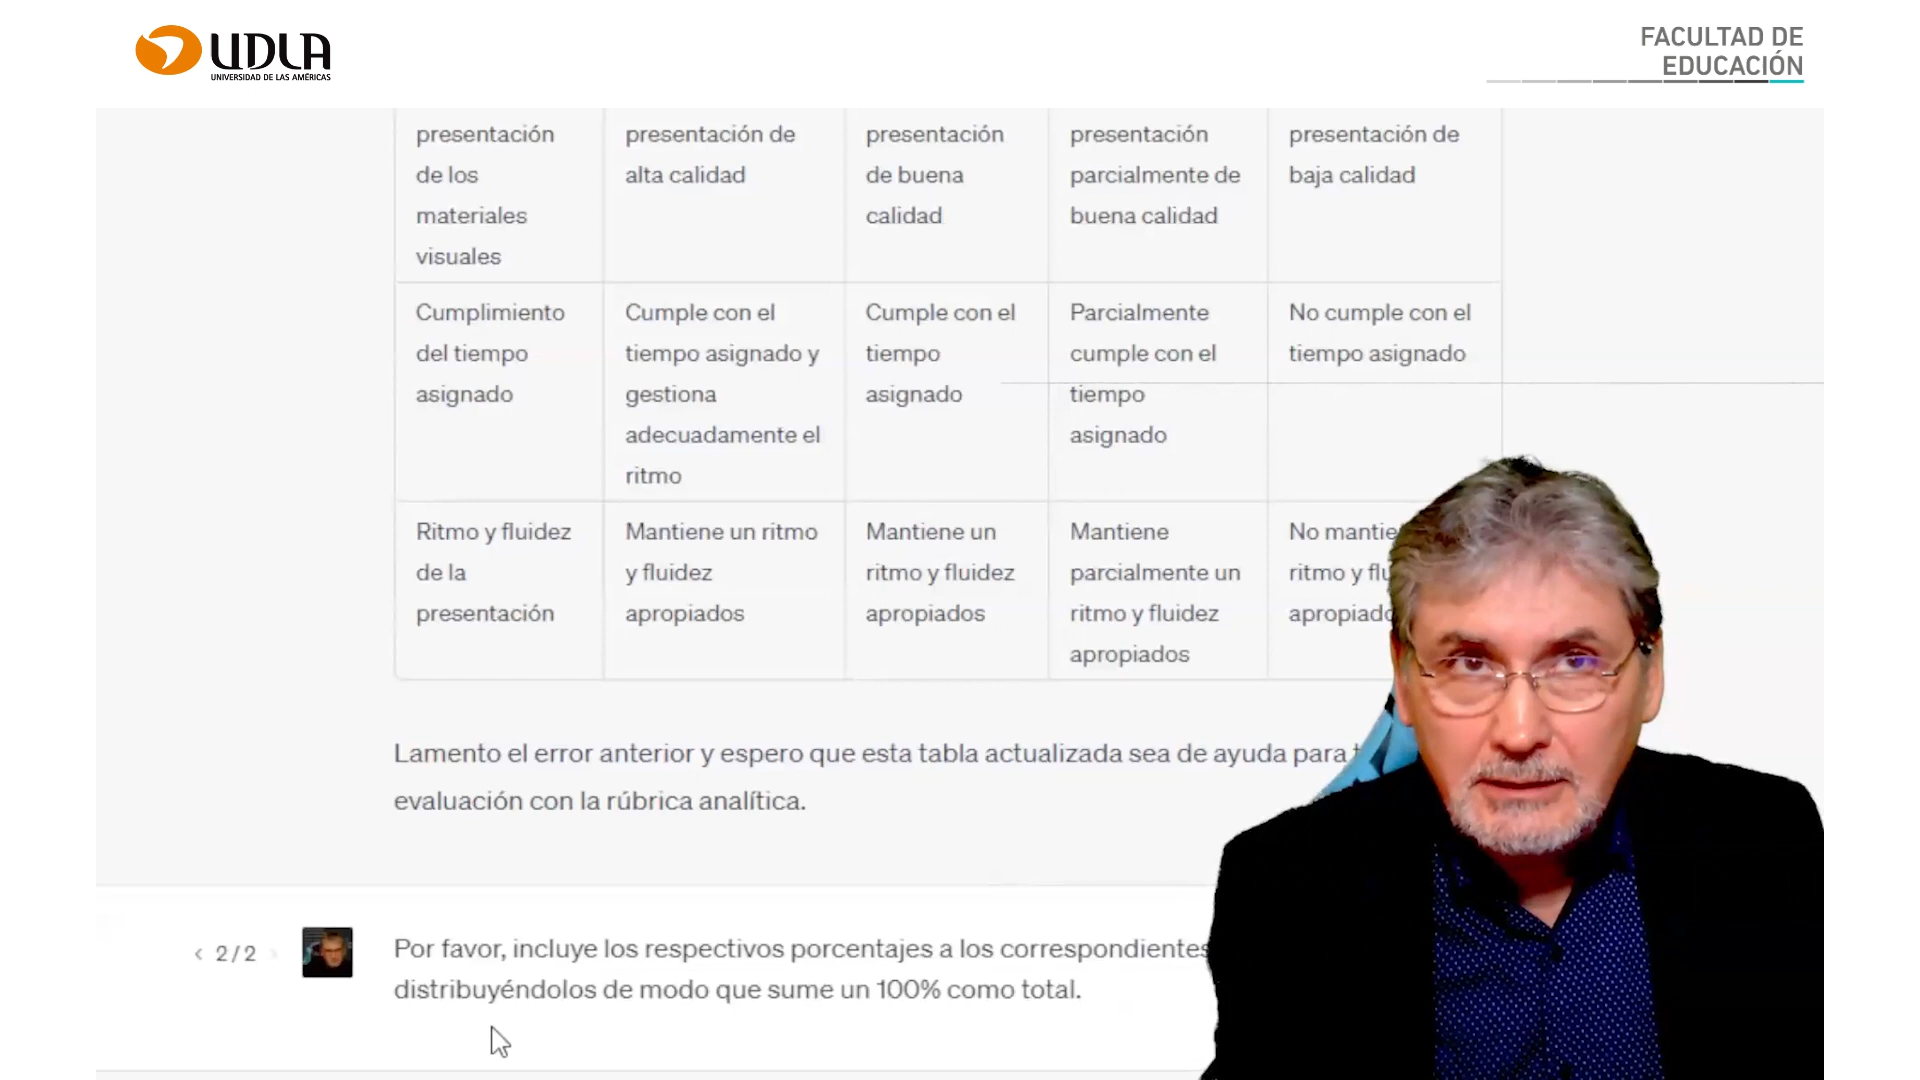 UDLA
UNIVERSIDAD DE LAS AMÉRICAS
FACULTAD DE
EDUCACIÓN
presentación
de los
materiales
visuales
presentación de
alta calidad
presentación
de buena
calidad
presentación
parcialmente de
buena calidad
presentación de
baja calidad
Cumplimiento
del tiempo
asignado
Cumple con el
tiempo asignado y
gestiona
adecuadamente el
ritmo
Cumple con el
tiempo
asignado
Parcialmente
cumple con el
tiempo
asignado
No cumple con el
tiempo asignado
Ritmo y fluidez
de la
presentación
Mantiene un ritmo
y fluidez
apropiados
Mantiene un
ritmo y fluidez
apropiados
Mantiene
parcialmente un
ritmo y fluidez
apropiados
No
ritmo y
Lamento el error anterior y espero que esta tabla actualizada sea de ayuda para
evaluación con la rúbrica analítica.
< 2/2 >
Por favor, incluye los respectivos porcentajes a los correspondientes
distribuyéndolos de modo que sume un 100% como total.